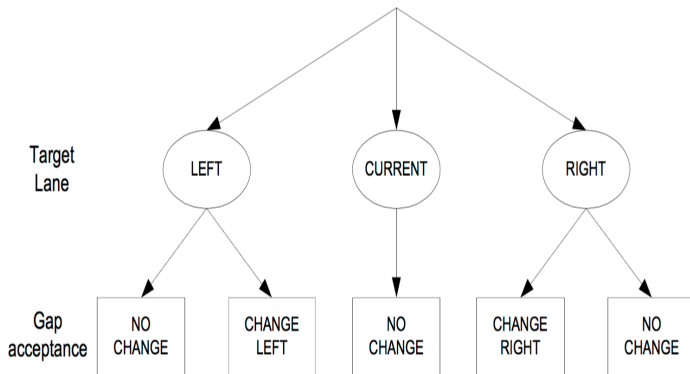 Target
Lane
LEFT
CURRENT
RIGHT
Gap
acceptance
NO
CHANGE
CHANGE
LEFT
NO
CHANGE
CHANGE
RIGHT
NO
CHANGE